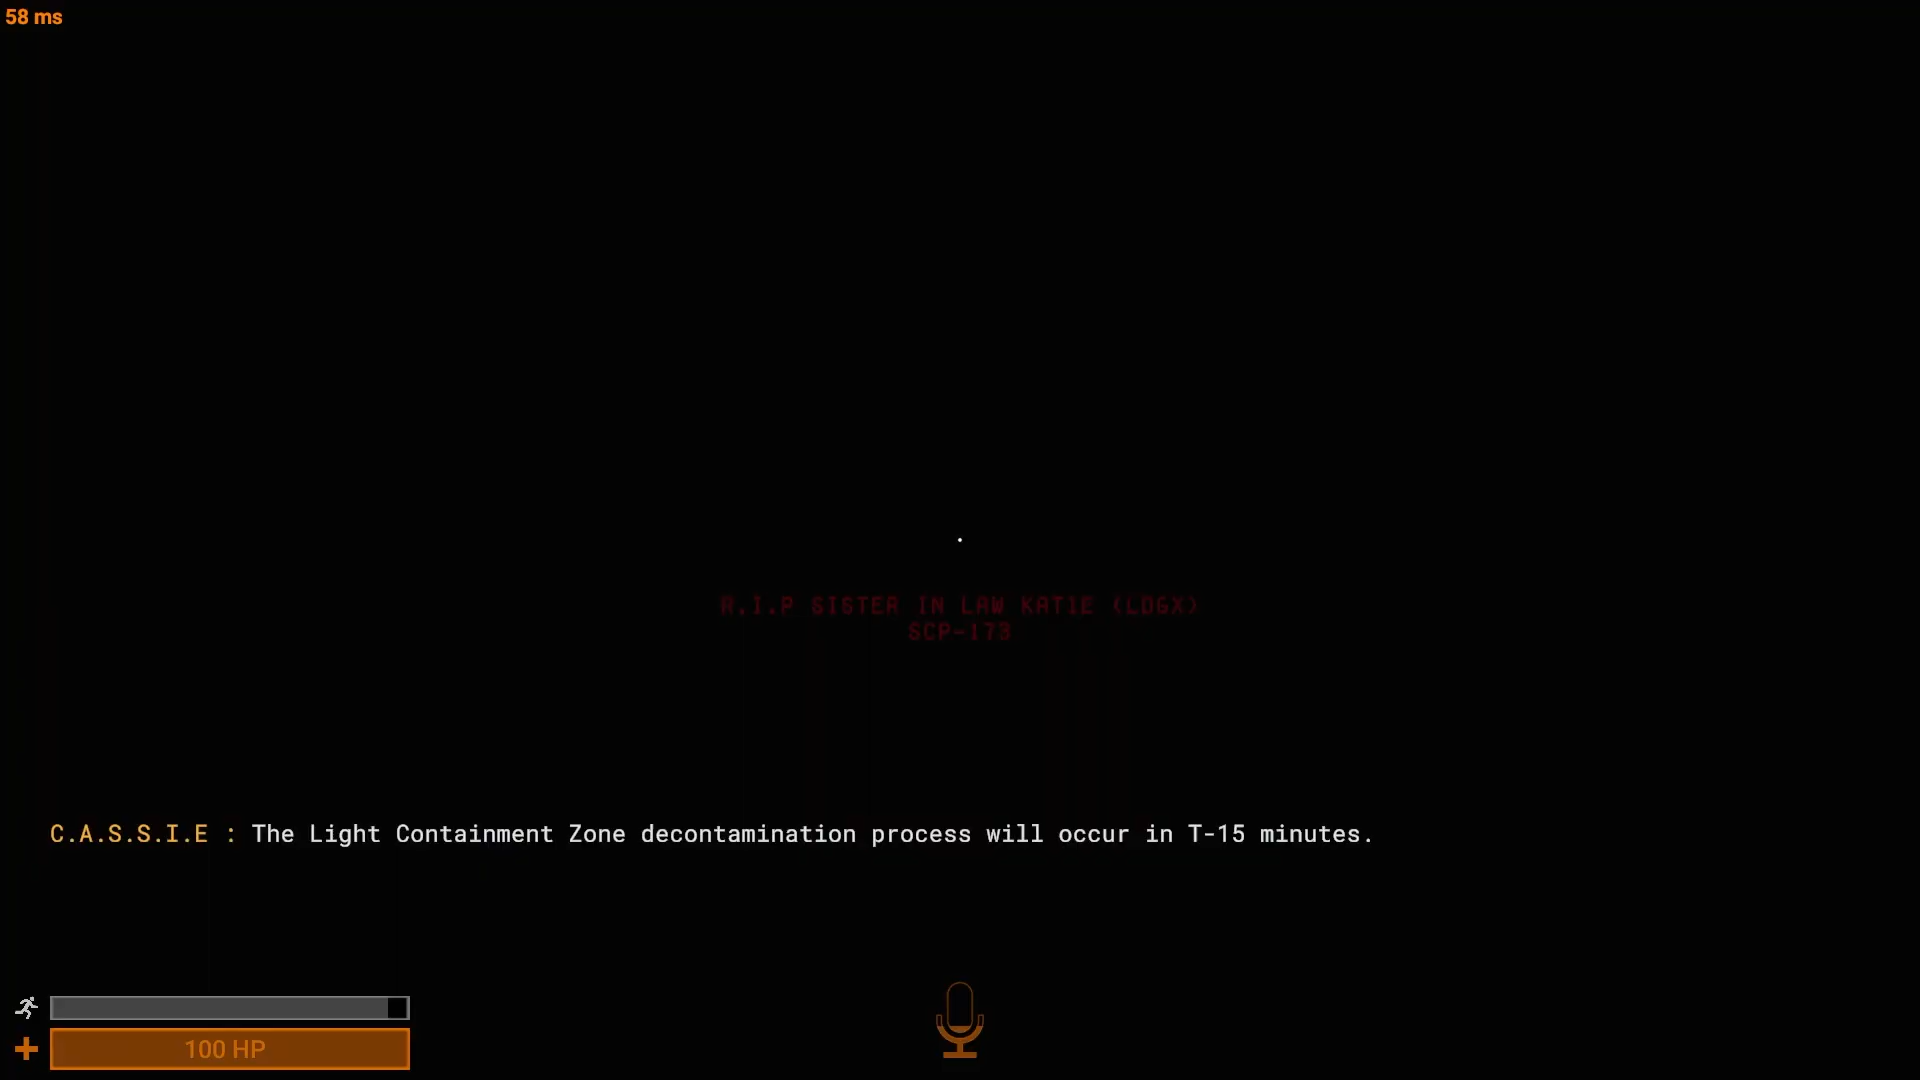 58 ms
R.I.P SISTER IN LAW KATIE (LDGX)
SCP-173
C.A.S.S.I.E : The Light Containment Zone decontamination process will occur in T-15 minutes.
100 HP